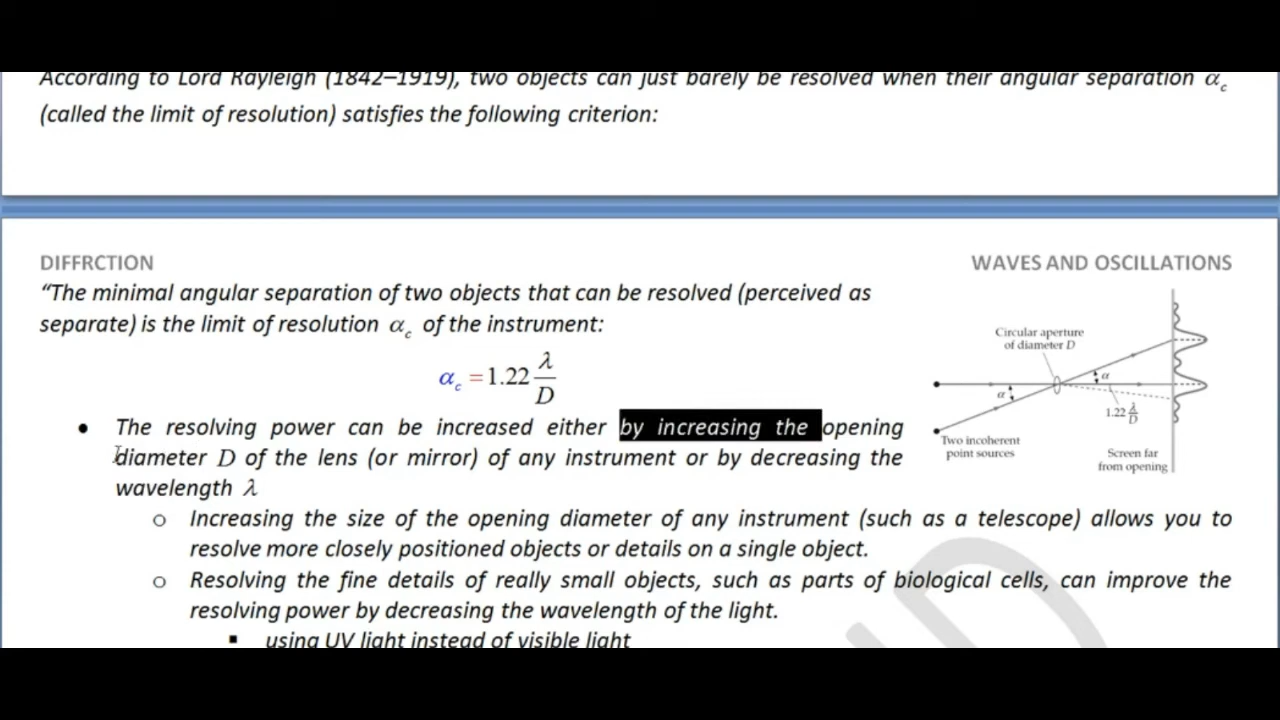 According to Lord Rayleigh (1842–1919), two objects can just barely be resolved when their angular separation α_c
(called the limit of resolution) satisfies the following criterion:
DIFFRCTION
WAVES AND OSCILLATIONS
“The minimal angular separation of two objects that can be resolved (perceived as
separate) is the limit of resolution α_c of the instrument:
α_c = 1.22 λ/D
• The resolving power can be increased either by increasing the opening
diameter D of the lens (or mirror) of any instrument or by decreasing the
wavelength λ
Circular aperture
of diameter D
α
α
1.22 λ/D
Two incoherent
point sources
Screen far
from opening
o Increasing the size of the opening diameter of any instrument (such as a telescope) allows you to
resolve more closely positioned objects or details on a single object.
o Resolving the fine details of really small objects, such as parts of biological cells, can improve the
resolving power by decreasing the wavelength of the light.
▪ using UV light instead of visible light